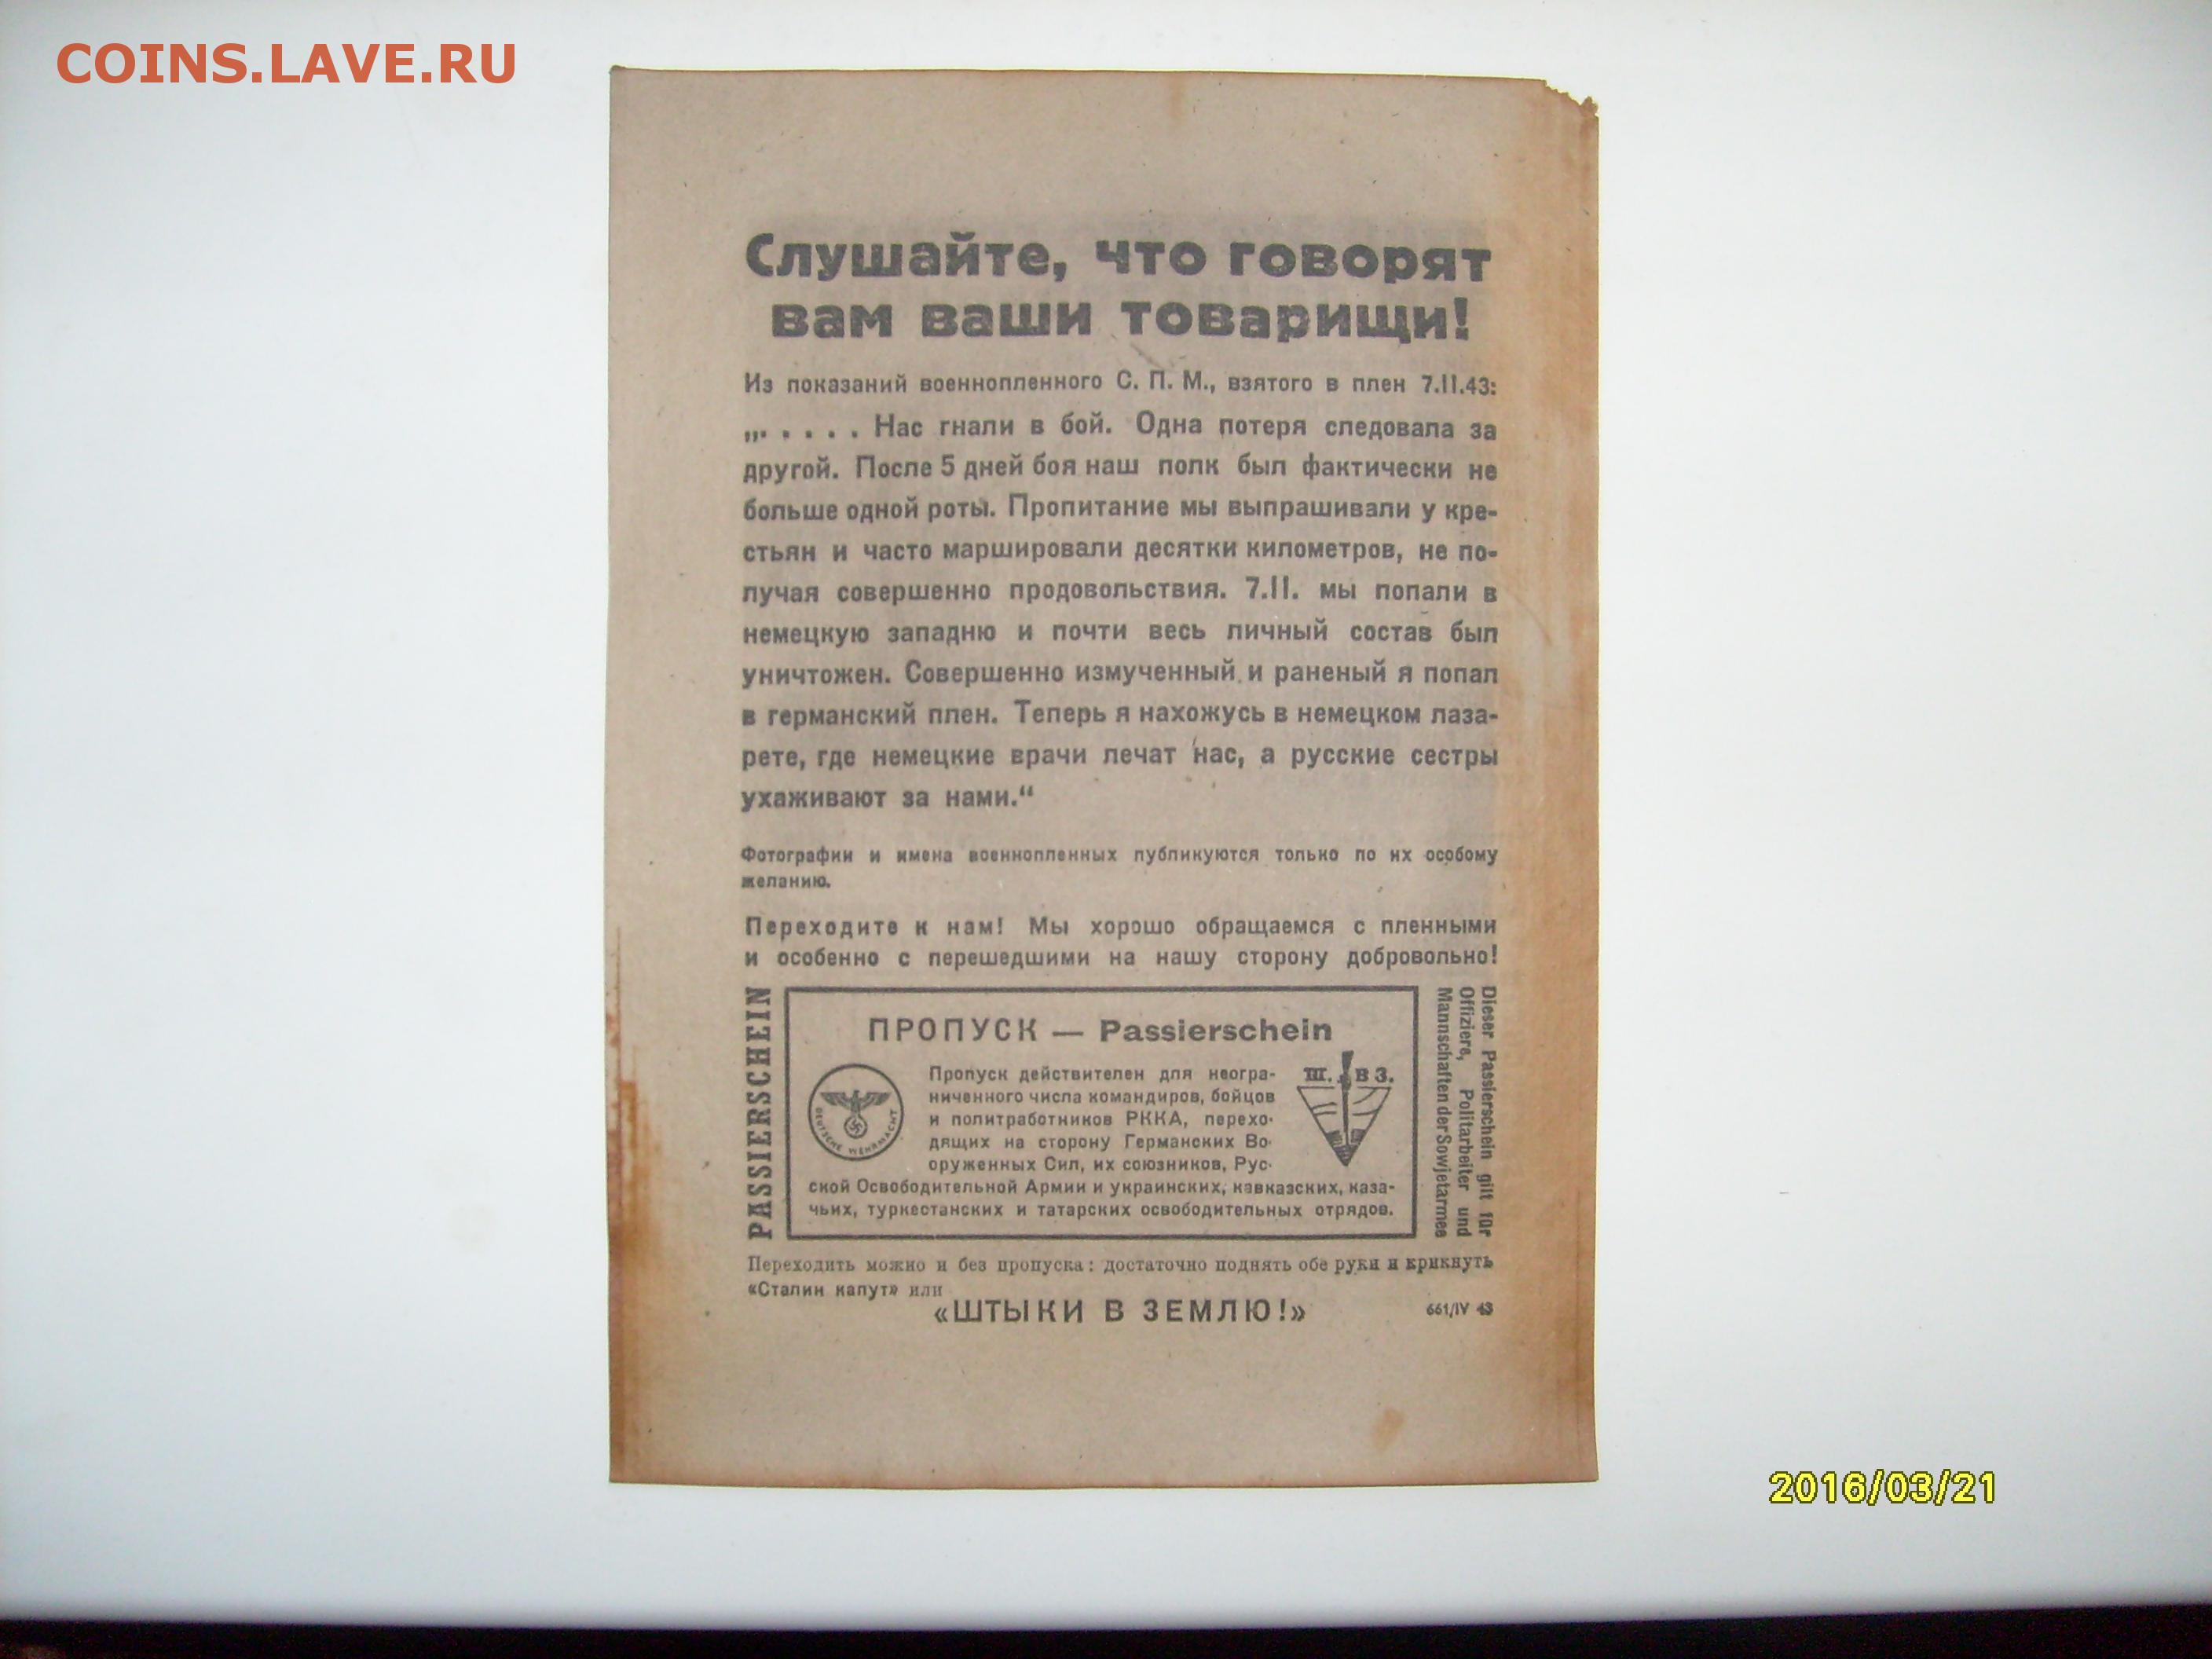 COINS.LAVE.RU
Слушайте, что говорят
вам ваши товарищи!
Из показаний военнопленного С. П. М., взятого в плен 7.II.43:
„. . . . . Нас гнали в бой. Одна потеря следовала за
другой. После 5 дней боя наш полк был фактически не
больше одной роты. Пропитание мы выпрашивали у кре-
стьян и часто маршировали десятки километров, не по-
лучая совершенно продовольствия. 7.II. мы попали в
немецкую западню и почти весь личный состав был
уничтожен. Совершенно измученный и раненый я попал
в германский плен. Теперь я нахожусь в немецком лаза-
рете, где немецкие врачи лечат нас, а русские сестры
ухаживают за нами.“
Фотографии и имена военнопленных публикуются только по их особому
желанию.
Переходите к нам! Мы хорошо обращаемся с пленными
и особенно с перешедшими на нашу сторону добровольно!
PASSIERSCHEIN
ПРОПУСК — Passierschein
DEUTSCHE WEHRMACHT
Пропуск действителен для неогра-
ниченного числа командиров, бойцов
и политработников РККА, перехо-
дящих на сторону Германских Во-
оруженных Сил, их союзников, Рус-
ской Освободительной Армии и украинских, кавказских, каза-
чьих, туркестанских и татарских освободительных отрядов.
Ш. В З.
Dieser Passierschein gilt für
Offiziere, Politarbeiter und
Mannschaften der Sowjetarmee
Переходить можно и без пропуска: достаточно поднять обе руки и крикнуть
«Сталин капут» или
«ШТЫКИ В ЗЕМЛЮ!»
661/IV 43
2016/03/21